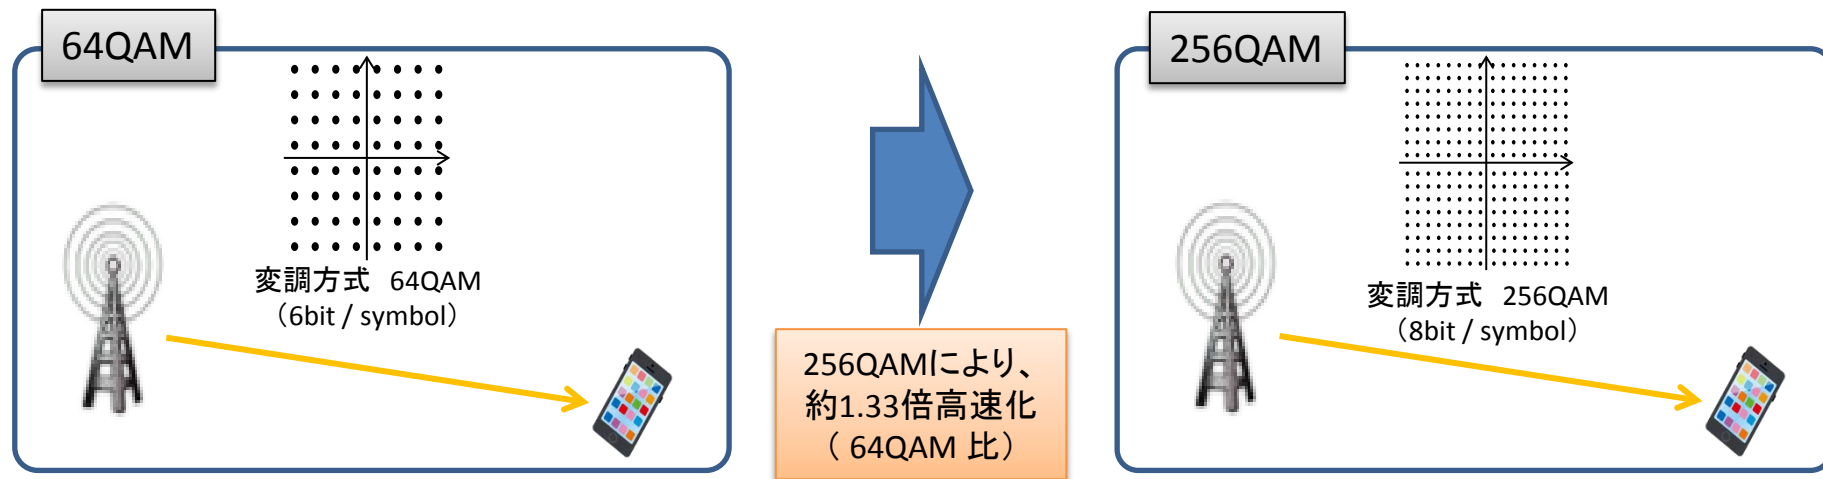 64QAM
変調方式　64QAM
（6bit / symbol）
256QAMにより、
約1.33倍高速化
（ 64QAM 比）
256QAM
変調方式　256QAM
（8bit / symbol）